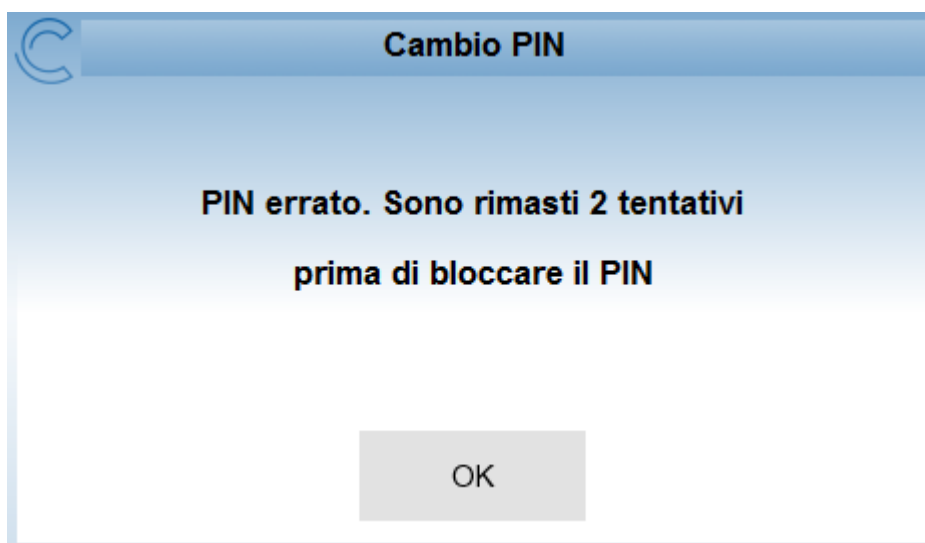 Cambio PIN
PIN errato. Sono rimasti 2 tentativi
prima di bloccare il PIN
OK